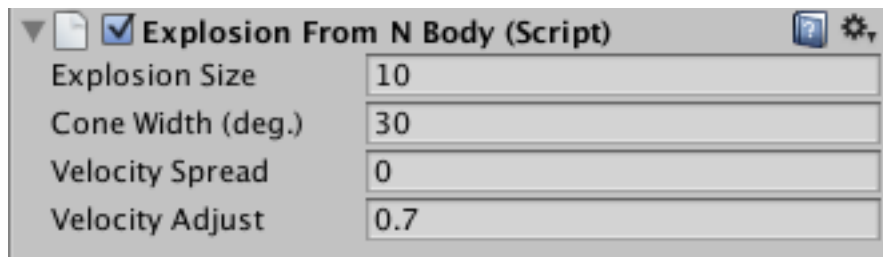 Explosion From N Body (Script)
Explosion Size 10
Cone Width (deg.) 30
Velocity Spread 0
Velocity Adjust 0.7